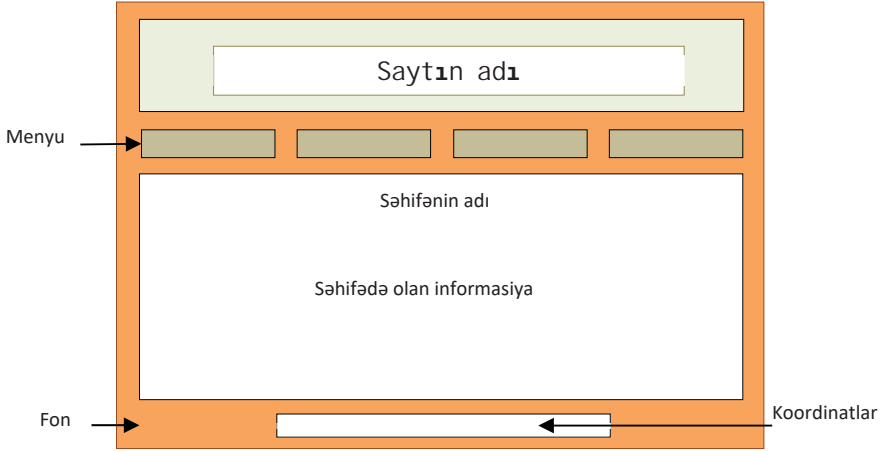 Saytın adı
Menyu
Səhifənin adı
Səhifədə olan informasiya
Fon
Koordinatlar